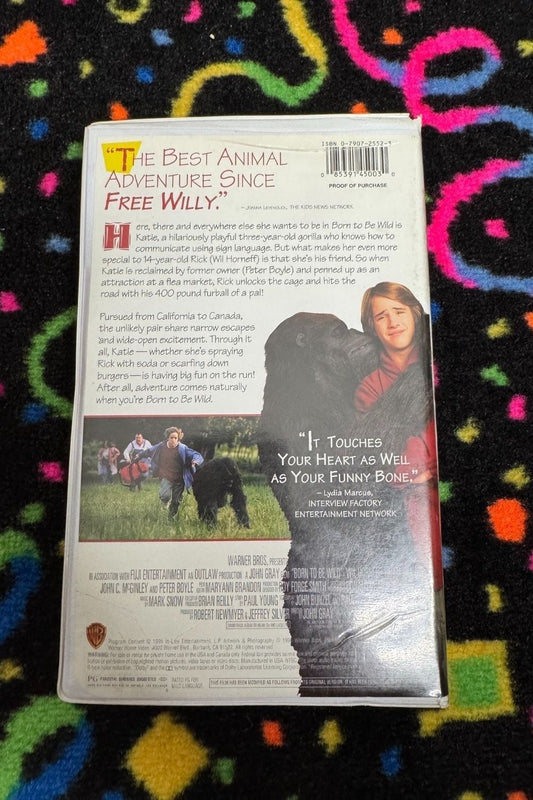 ISBN 0-7907-2552-
0 85391 45003 0
PROOF OF PURCHASE
"THE BEST ANIMAL
ADVENTURE SINCE
FREE WILLY."
THE KIDS NEWS NETWORK
Here, there and everywhere else she wants to be in Born to Be Wild is
Katie, a hilariously playful three-year-old gorilla who knows how to
communicate using sign language. But what makes her even more
special to 14-year-old Rick (Wil Horneff) is that she's his friend. So when
Katie is reclaimed by former owner (Peter Boyle) and penned up as an
attraction at a flea market, Rick unlocks the cage and hits the
road with his 400 pound furball of a pal!
Pursued from California to Canada,
the unlikely pair share narrow escapes
and wide-open excitement. Through it
all, Katie — whether she's spraying
Rick with soda or scarfing down
burgers — is having big fun on the run!
After all, adventure comes naturally
when you're Born to Be Wild.
"IT TOUCHES
YOUR HEART AS WELL
AS YOUR FUNNY BONE."
– Lydia Marcus,
INTERVIEW FACTORY
ENTERTAINMENT NETWORK
WARNER BROS.
IN ASSOCIATION WITH FUJI ENTERTAINMENT AN OUTLAW PRODUCTION A JOHN GRAY "BORN TO BE WILD"
JOHN C. McGINLEY AND PETER BOYLE MARYANN BRANDON
MARK SNOW BRIAN REILLY STORY BY PAUL YOUNG
ROBERT NEWMYER & JEFFREY SILVER JOHN GRAY
WB
Warner Home Video
PG
THIS FILM HAS BEEN MODIFIED AS FOLLOWS FROM ITS ORIGINAL VERSION